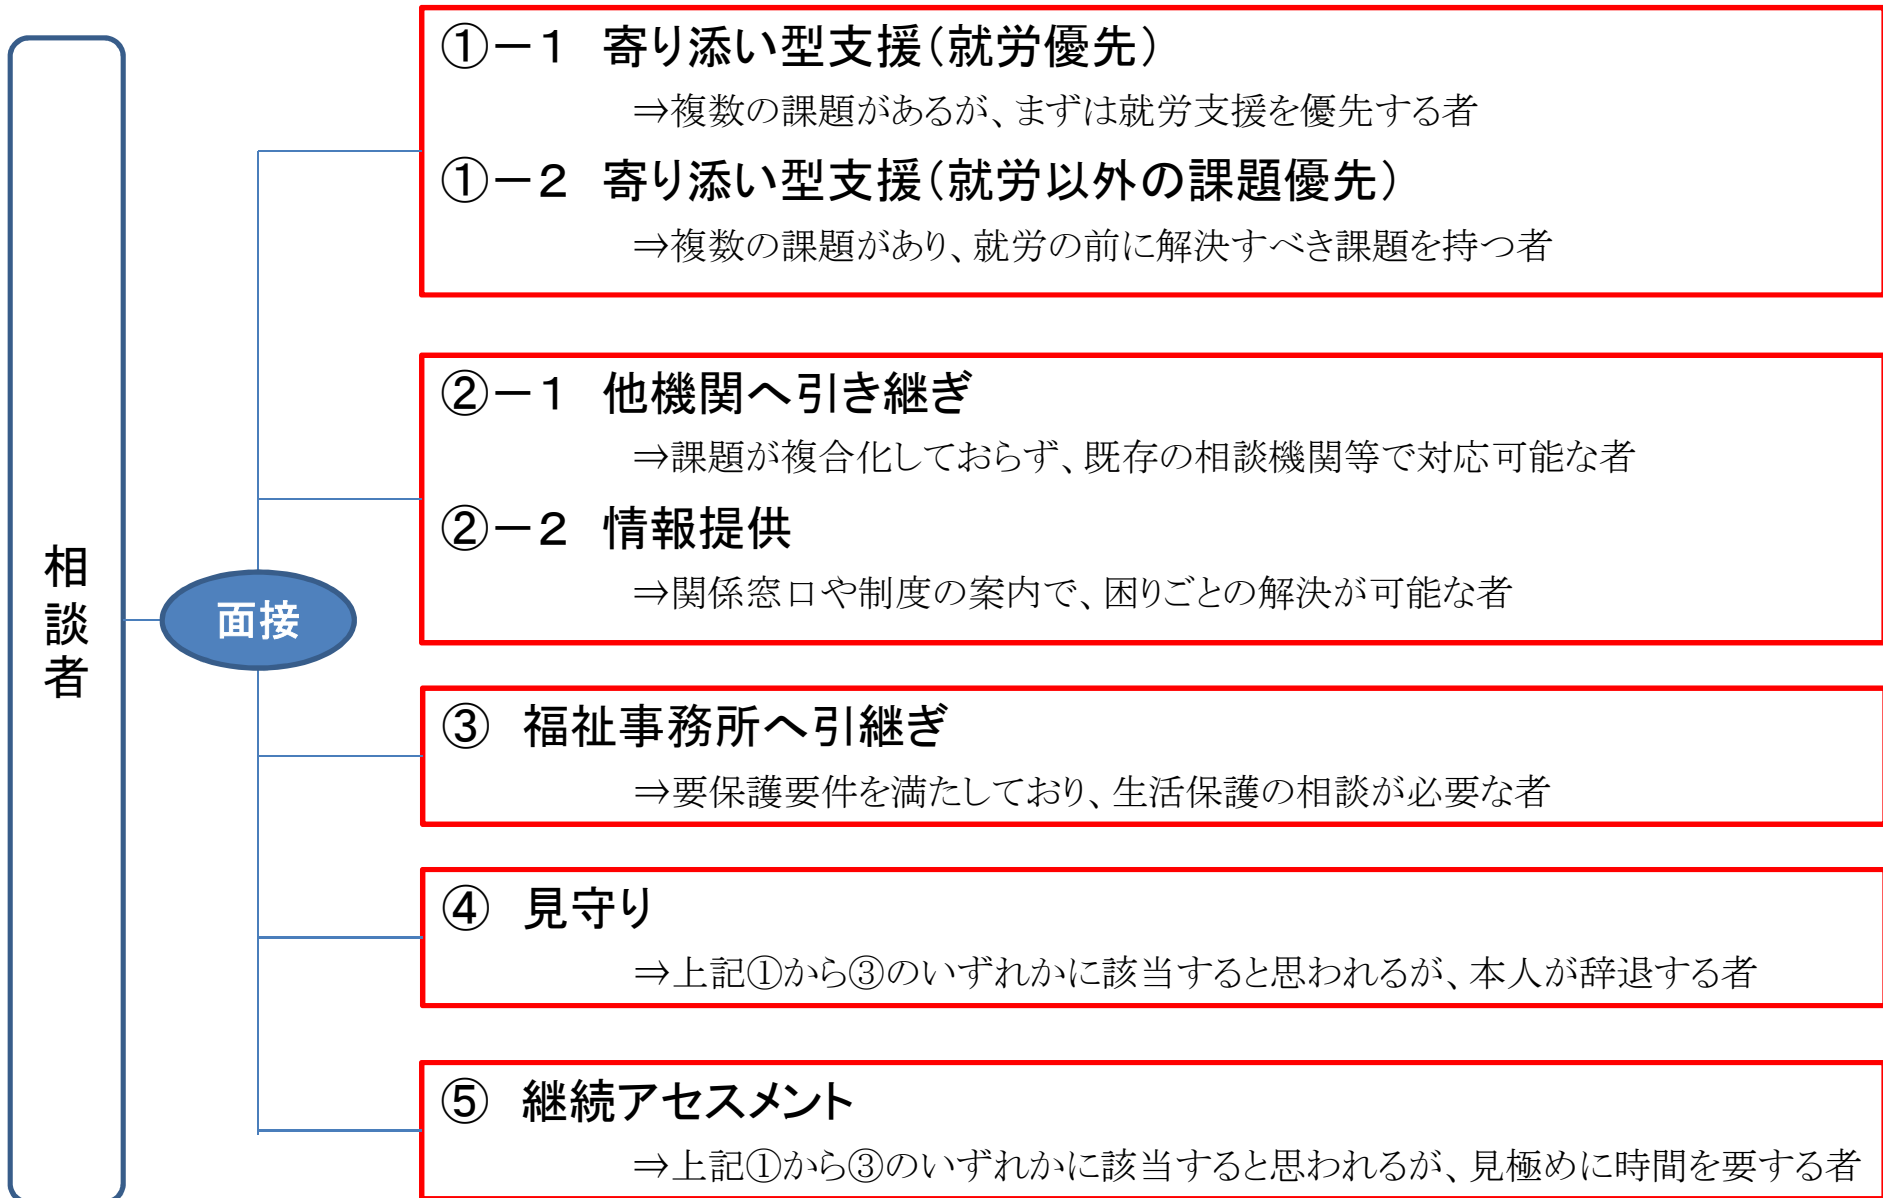 相談者
面接
①－１　寄り添い型支援（就労優先）
⇒複数の課題があるが、まずは就労支援を優先する者
①－２　寄り添い型支援（就労以外の課題優先）
⇒複数の課題があり、就労の前に解決すべき課題を持つ者
②－１　他機関へ引き継ぎ
⇒課題が複合化しておらず、既存の相談機関等で対応可能な者
②－２　情報提供
⇒関係窓口や制度の案内で、困りごとの解決が可能な者
③　福祉事務所へ引継ぎ
⇒要保護要件を満たしており、生活保護の相談が必要な者
④　見守り
⇒上記①から③のいずれかに該当すると思われるが、本人が辞退する者
⑤　継続アセスメント
⇒上記①から③のいずれかに該当すると思われるが、見極めに時間を要する者